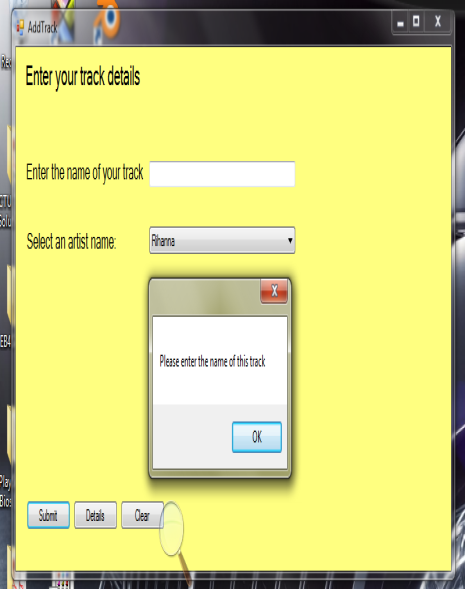 AddTrack
Enter your track details
Enter the name of your track
Select an artist name:
Rihanna
X
Please enter the name of this track
OK
Submit
Details
Clear
Play